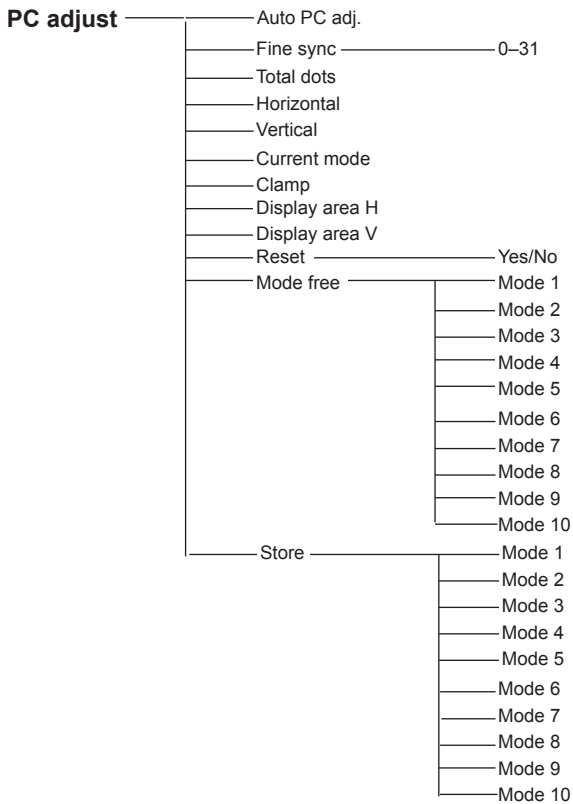 PC adjust Auto PC adj.
Fine sync 0–31
Total dots
Horizontal
Vertical
Current mode
Clamp
Display area H
Display area V
Reset Yes/No
Mode free Mode 1
Mode 2
Mode 3
Mode 4
Mode 5
Mode 6
Mode 7
Mode 8
Mode 9
Mode 10
Store Mode 1
Mode 2
Mode 3
Mode 4
Mode 5
Mode 6
Mode 7
Mode 8
Mode 9
Mode 10